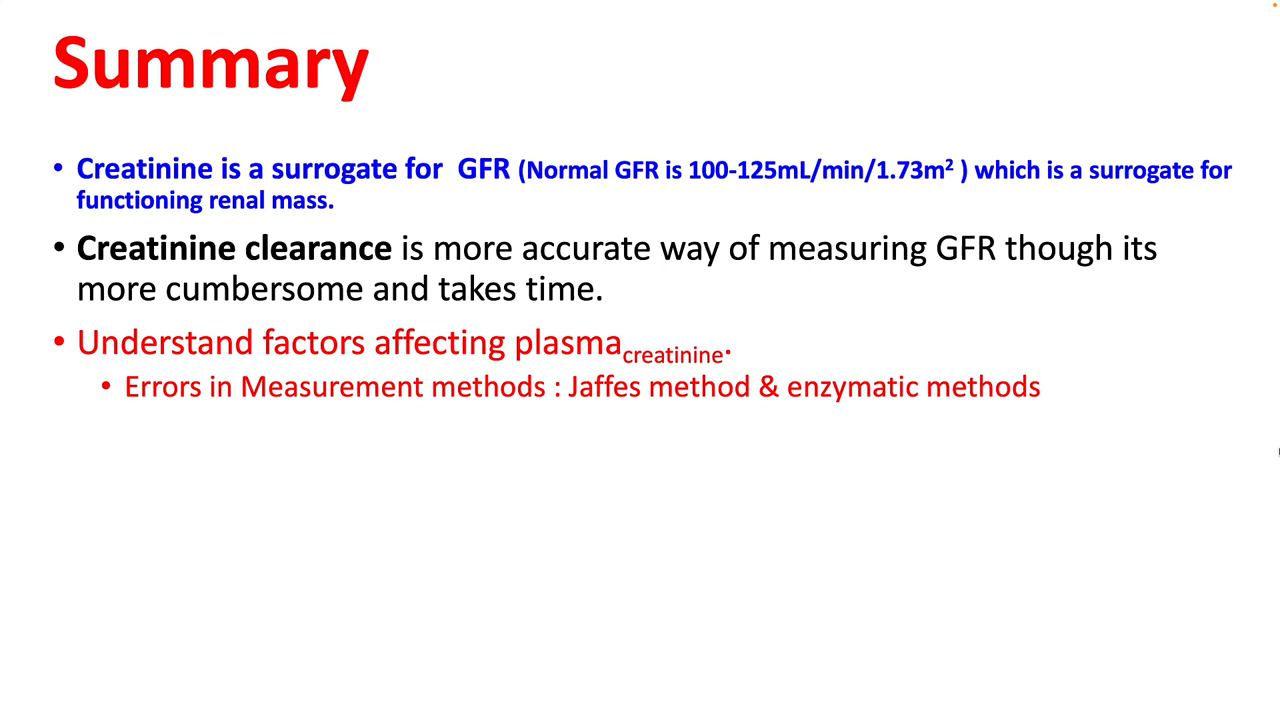 Summary
• Creatinine is a surrogate for GFR (Normal GFR is 100-125mL/min/1.73m² ) which is a surrogate for
functioning renal mass.
• Creatinine clearance is more accurate way of measuring GFR though its
more cumbersome and takes time.
• Understand factors affecting plasma creatinine.
• Errors in Measurement methods : Jaffes method & enzymatic methods